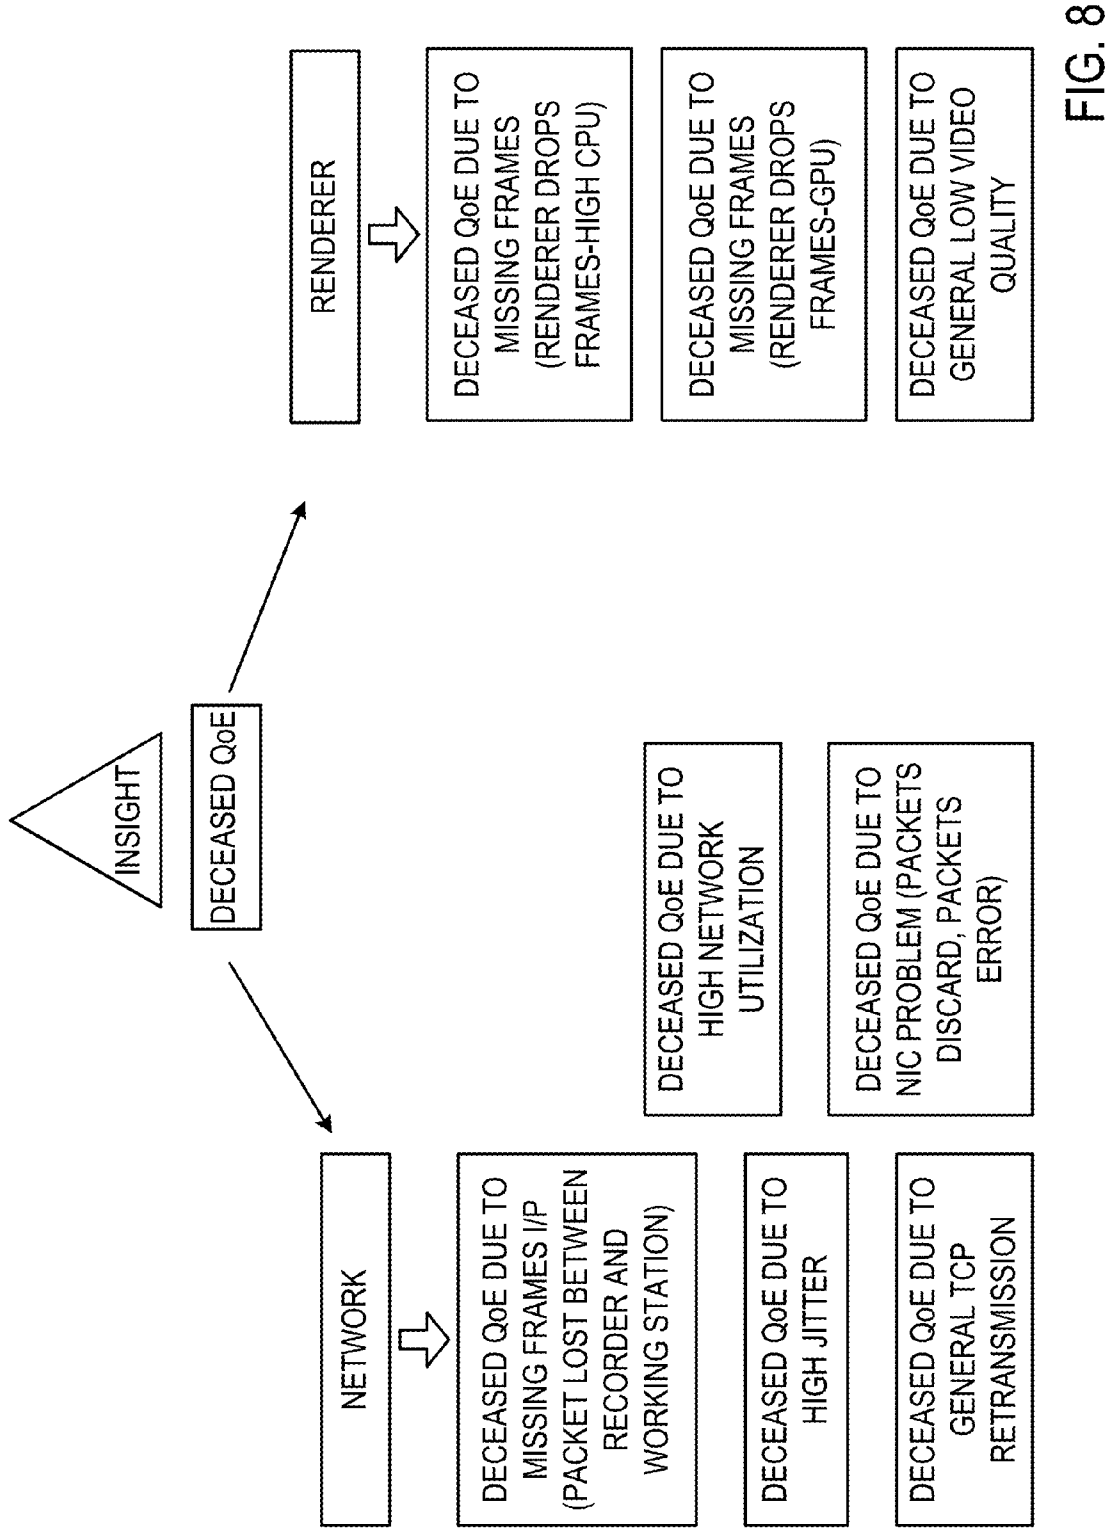 INSIGHT
DECEASED QoE
NETWORK
DECEASED QoE DUE TO
MISSING FRAMES I/P
(PACKET LOST BETWEEN
RECORDER AND
WORKING STATION)
DECEASED QoE DUE TO
HIGH JITTER
DECEASED QoE DUE TO
GENERAL TCP
RETRANSMISSION
DECEASED QoE DUE TO
HIGH NETWORK
UTILIZATION
DECEASED QoE DUE TO
NIC PROBLEM (PACKETS
DISCARD, PACKETS
ERROR)
RENDERER
DECEASED QoE DUE TO
MISSING FRAMES
(RENDERER DROPS
FRAMES-HIGH CPU)
DECEASED QoE DUE TO
MISSING FRAMES
(RENDERER DROPS
FRAMES-GPU)
DECEASED QoE DUE TO
GENERAL LOW VIDEO
QUALITY
FIG. 8